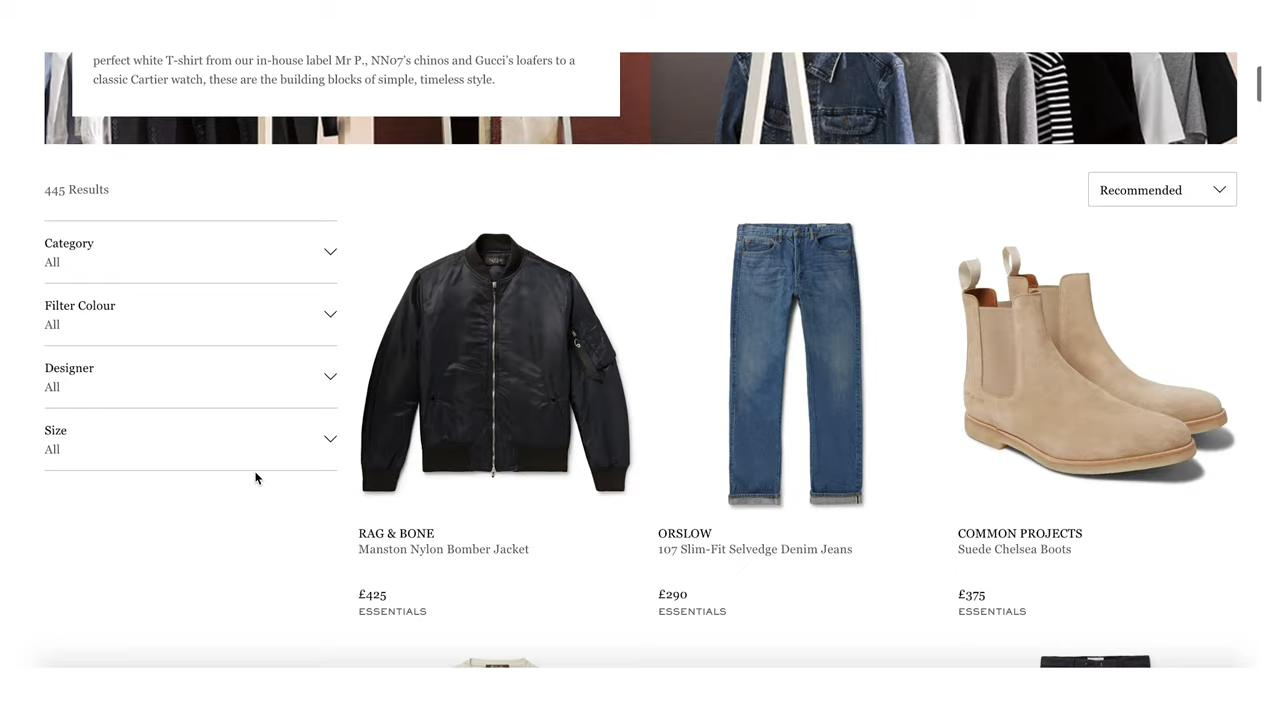 perfect white T-shirt from our in-house label Mr P., NN07's chinos and Gucci's loafers to a
classic Cartier watch, these are the building blocks of simple, timeless style.
445 Results
Recommended
Category
All
Filter Colour
All
Designer
All
Size
All
RAG & BONE
Manston Nylon Bomber Jacket
£425
ESSENTIALS
ORSLOW
107 Slim-Fit Selvedge Denim Jeans
£290
ESSENTIALS
COMMON PROJECTS
Suede Chelsea Boots
£375
ESSENTIALS